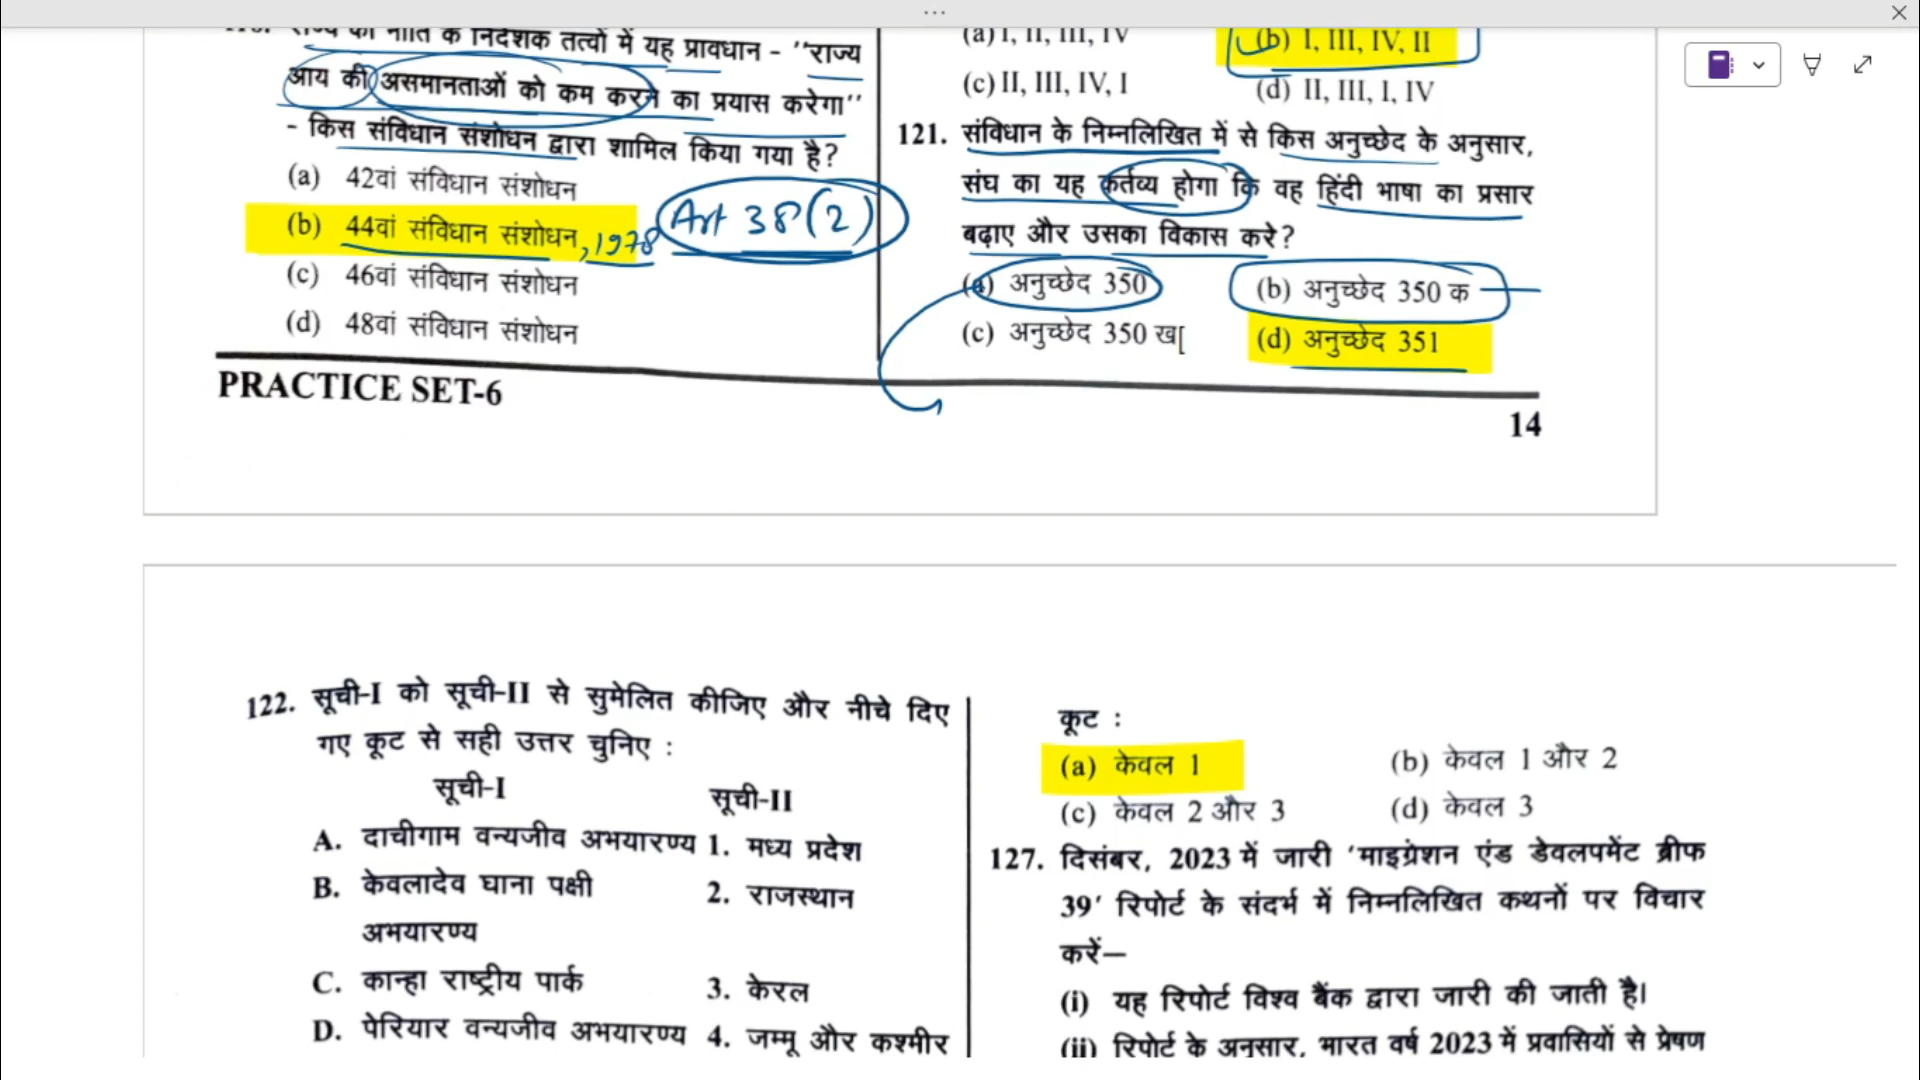 राज्य की नीति के निदेशक तत्वों में यह प्रावधान - ''राज्य
आय की असमानताओं को कम करने का प्रयास करेगा''
- किस संविधान संशोधन द्वारा शामिल किया गया है?
(a) 42वां संविधान संशोधन
(b) 44वां संविधान संशोधन, 1978 Art 38(2)
(c) 46वां संविधान संशोधन
(d) 48वां संविधान संशोधन
(a) I, II, III, IV (b) I, III, IV, II
(c) II, III, IV, I (d) II, III, I, IV
121. संविधान के निम्नलिखित में से किस अनुच्छेद के अनुसार,
संघ का यह कर्तव्य होगा कि वह हिंदी भाषा का प्रसार
बढ़ाए और उसका विकास करे?
(a) अनुच्छेद 350 (b) अनुच्छेद 350 क
(c) अनुच्छेद 350 ख[ (d) अनुच्छेद 351
PRACTICE SET-6
14
122. सूची-I को सूची-II से सुमेलित कीजिए और नीचे दिए
गए कूट से सही उत्तर चुनिए :
सूची-I सूची-II
A. दाचीगाम वन्यजीव अभयारण्य 1. मध्य प्रदेश
B. केवलादेव घाना पक्षी 2. राजस्थान
अभयारण्य
C. कान्हा राष्ट्रीय पार्क 3. केरल
D. पेरियार वन्यजीव अभयारण्य 4. जम्मू और कश्मीर
कूट :
(a) केवल 1 (b) केवल 1 और 2
(c) केवल 2 और 3 (d) केवल 3
127. दिसंबर, 2023 में जारी 'माइग्रेशन एंड डेवलपमेंट ब्रीफ
39' रिपोर्ट के संदर्भ में निम्नलिखित कथनों पर विचार
करें—
(i) यह रिपोर्ट विश्व बैंक द्वारा जारी की जाती है।
(ii) रिपोर्ट के अनुसार, भारत वर्ष 2023 में प्रवासियों से प्रेषण